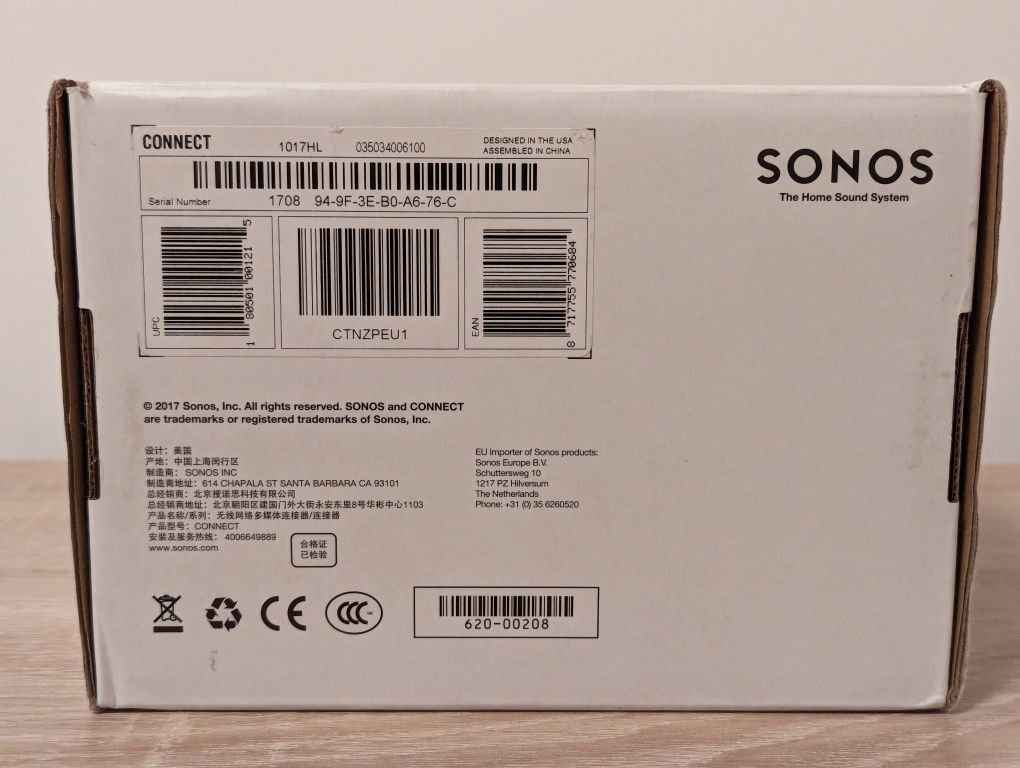 CONNECT 1017HL 035034006100 DESIGNED IN THE USA
ASSEMBLED IN CHINA
Serial Number 1708 94-9F-3E-B0-A6-76-C
UPC 1 80501 00121 5
CTNZPEU1
EAN 8 717755 770684
SONOS
The Home Sound System
© 2017 Sonos, Inc. All rights reserved. SONOS and CONNECT
are trademarks or registered trademarks of Sonos, Inc.
设计：美国
产地：中国上海闵行区
制造商： SONOS INC
制造商地址：614 CHAPALA ST SANTA BARBARA CA 93101
总经销商：北京搜诺思科技有限公司
总经销商地址：北京朝阳区建国门外大街永安东里8号华彬中心1103
产品名称/系列：无线网络多媒体连接器/连接器
产品型号：CONNECT
安装及服务热线： 4006649889
www.sonos.com
合格证
已检验
EU Importer of Sonos products:
Sonos Europe B.V.
Schuttersweg 10
1217 PZ Hilversum
The Netherlands
Phone: +31 (0) 35 6260520
CE
CCC
620-00208